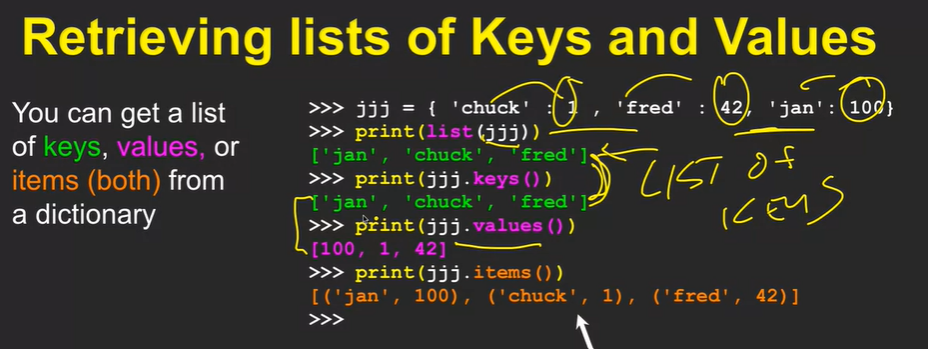 Retrieving lists of Keys and Values
You can get a list
of keys, values, or
items (both) from
a dictionary
>>> jjj = { 'chuck' : 1 , 'fred' : 42, 'jan': 100}
>>> print(list(jjj))
['jan', 'chuck', 'fred']
>>> print(jjj.keys())
['jan', 'chuck', 'fred']
>>> print(jjj.values())
[100, 1, 42]
>>> print(jjj.items())
[('jan', 100), ('chuck', 1), ('fred', 42)]
>>>
LIST OF
KEYS